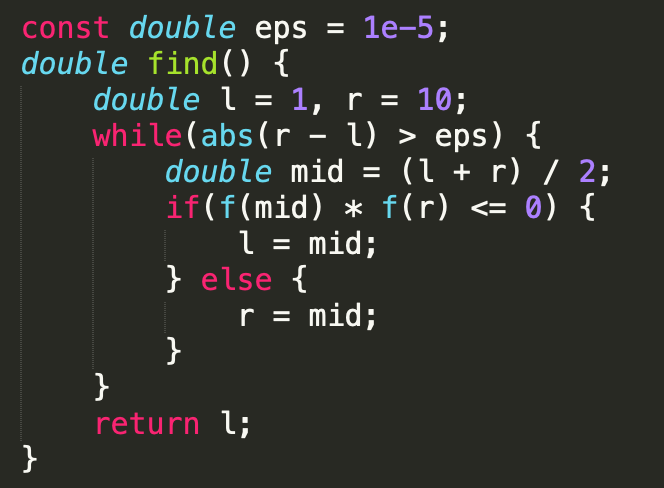 const double eps = 1e-5;
double find() {
    double l = 1, r = 10;
    while(abs(r - l) > eps) {
        double mid = (l + r) / 2;
        if(f(mid) * f(r) <= 0) {
            l = mid;
        } else {
            r = mid;
        }
    }
    return l;
}